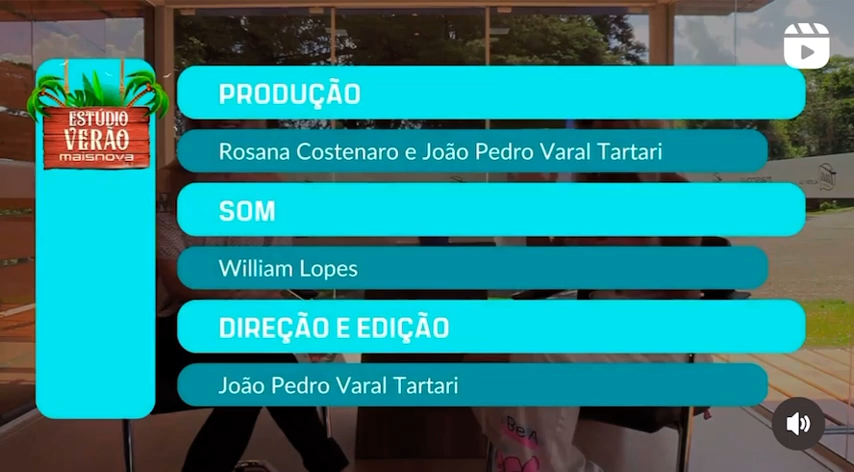 ESTÚDIO
VERÃO
maisnova
PRODUÇÃO
Rosana Costenaro e João Pedro Varal Tartari
SOM
William Lopes
DIREÇÃO E EDIÇÃO
João Pedro Varal Tartari
Be A